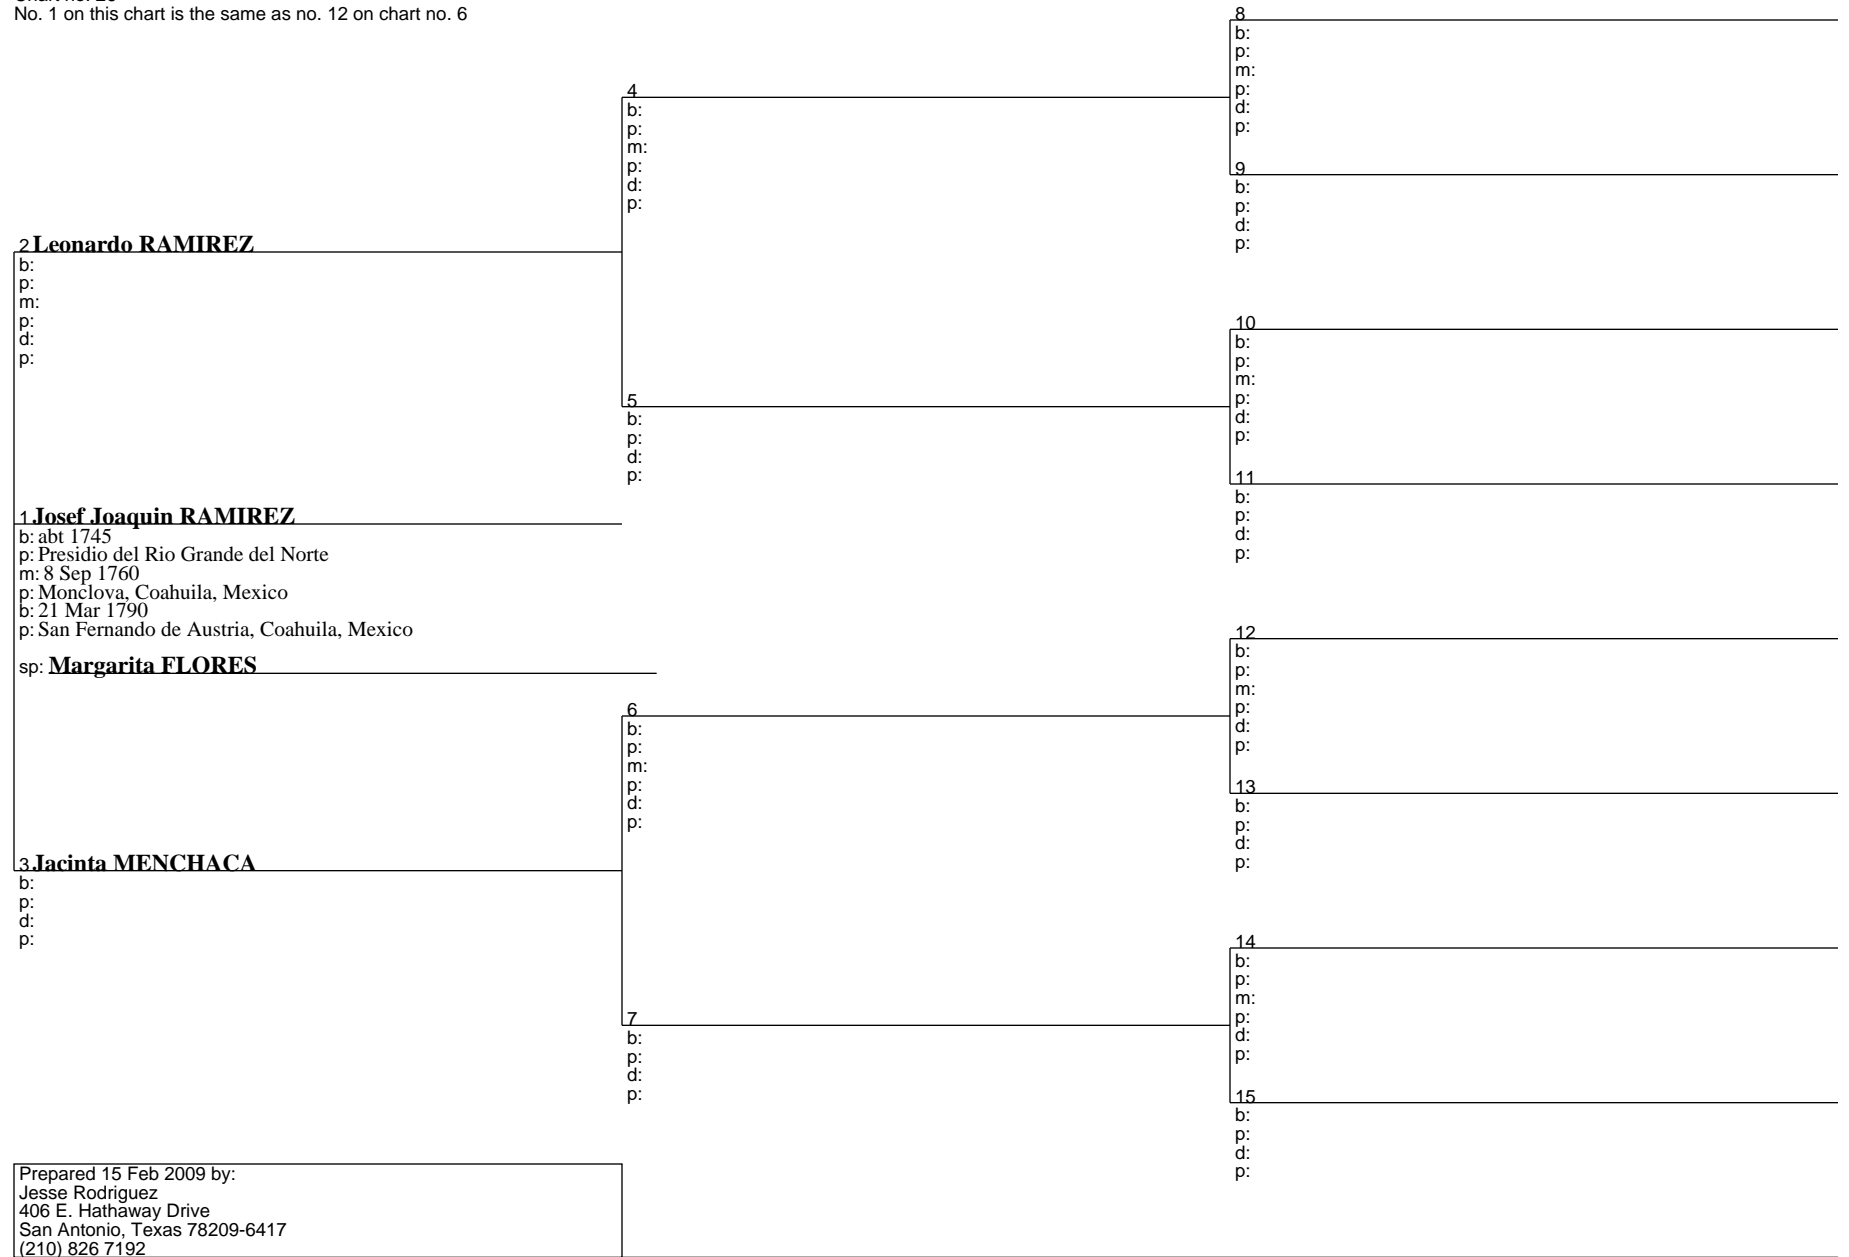 No. 1 on this chart is the same as no. 12 on chart no. 6
8
b:
p:
m:
p:
d:
p:
4
b:
p:
m:
p:
d:
p:
9
b:
p:
d:
p:
2 Leonardo RAMIREZ
b:
p:
m:
p:
d:
p:
10
b:
p:
m:
p:
d:
p:
5
b:
p:
d:
p:
11
b:
p:
d:
p:
1 Josef Joaquin RAMIREZ
b: abt 1745
p: Presidio del Rio Grande del Norte
m: 8 Sep 1760
p: Monclova, Coahuila, Mexico
b: 21 Mar 1790
p: San Fernando de Austria, Coahuila, Mexico
sp: Margarita FLORES
12
b:
p:
m:
p:
d:
p:
6
b:
p:
m:
p:
d:
p:
13
b:
p:
d:
p:
3 Jacinta MENCHACA
b:
p:
d:
p:
14
b:
p:
m:
p:
d:
p:
7
b:
p:
d:
p:
15
b:
p:
d:
p:
Prepared 15 Feb 2009 by:
Jesse Rodriguez
406 E. Hathaway Drive
San Antonio, Texas 78209-6417
(210) 826 7192